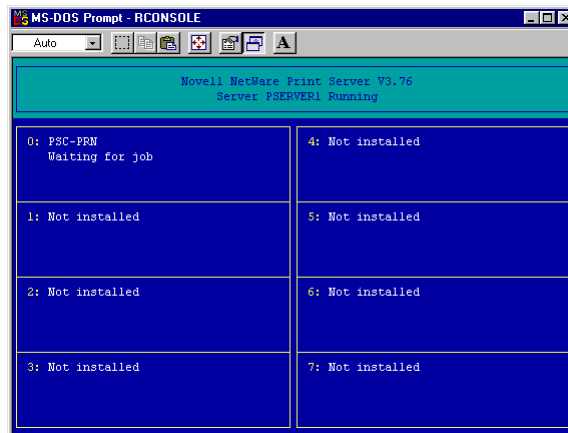 MS-DOS Prompt - RCONSOLE
Auto
A
Novell NetWare Print Server V3.76
Server PSERVER1 Running
0: PSC-PRN
Waiting for job
4: Not installed
1: Not installed
5: Not installed
2: Not installed
6: Not installed
3: Not installed
7: Not installed